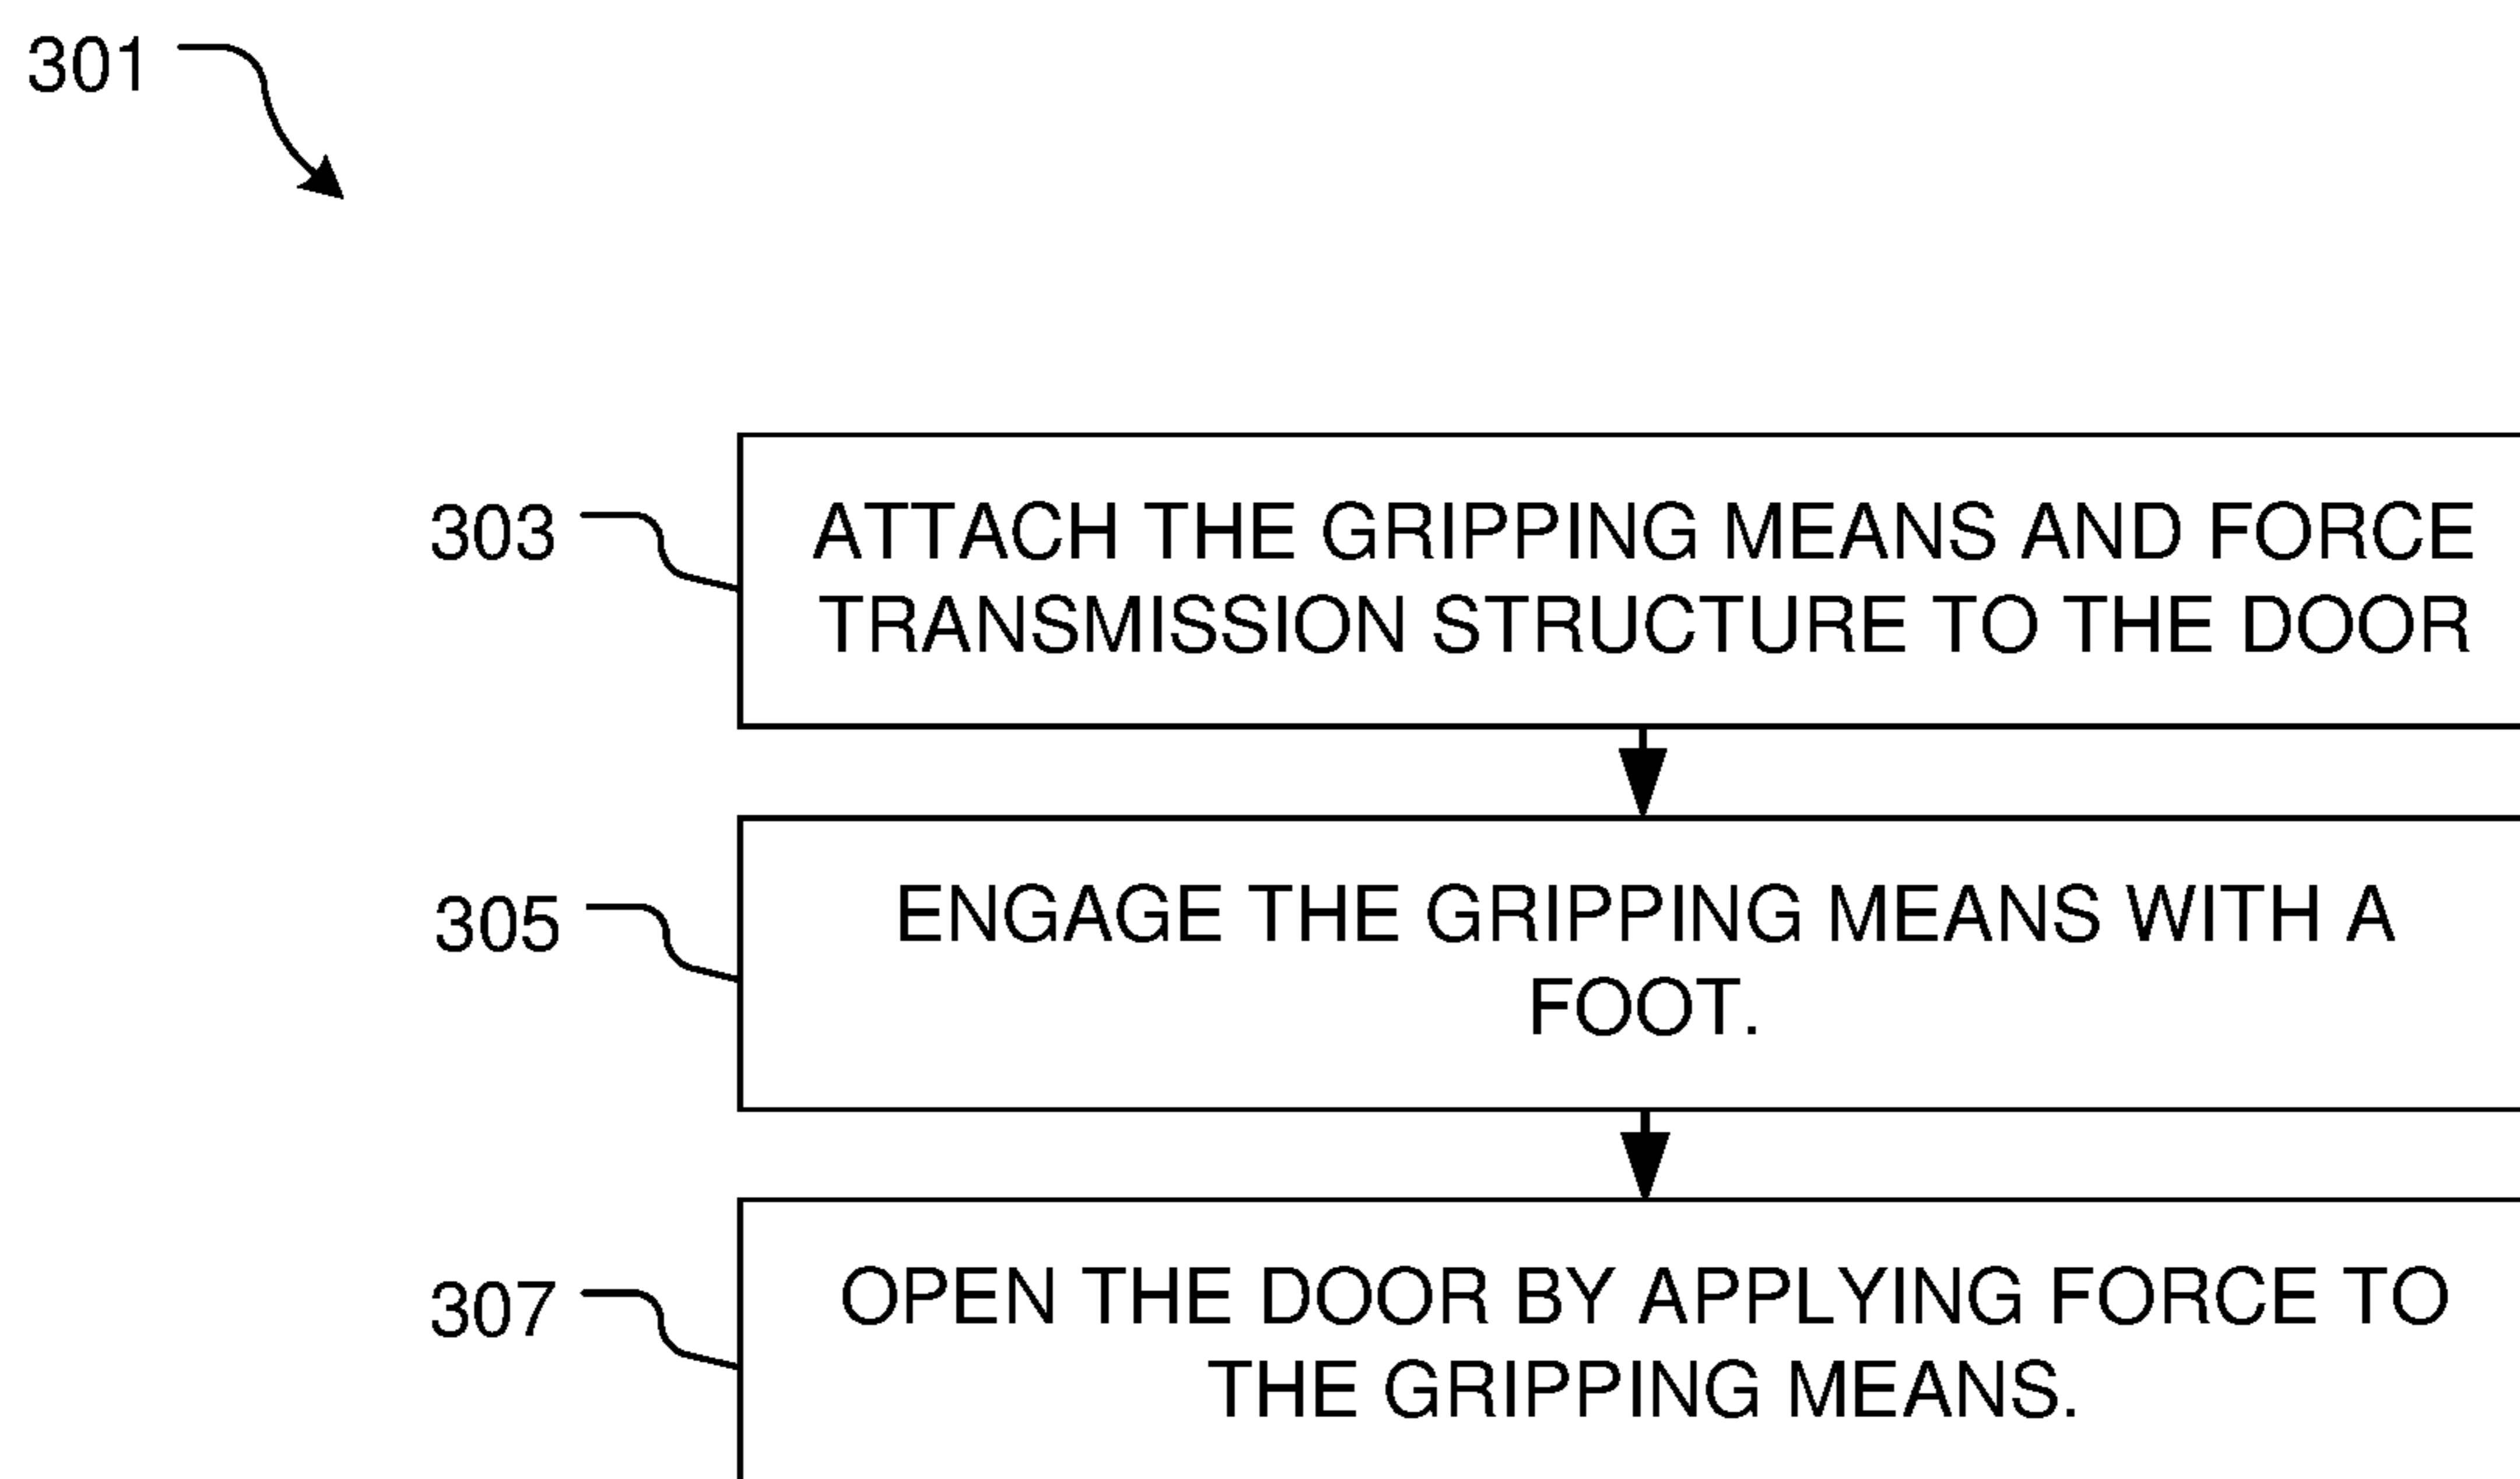 301
303
ATTACH THE GRIPPING MEANS AND FORCE
TRANSMISSION STRUCTURE TO THE DOOR
305
ENGAGE THE GRIPPING MEANS WITH A
FOOT.
307
OPEN THE DOOR BY APPLYING FORCE TO
THE GRIPPING MEANS.